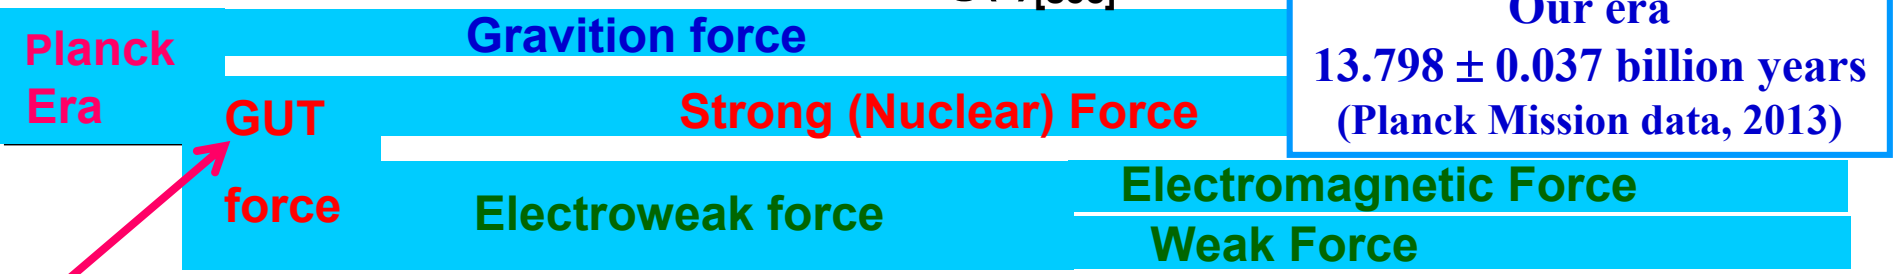 [sec]
Our era
13.798 ± 0.037 billion years
(Planck Mission data, 2013)
Planck
Era
Gravition force
GUT
force
Strong (Nuclear) Force
Electroweak force
Electromagnetic Force
Weak Force